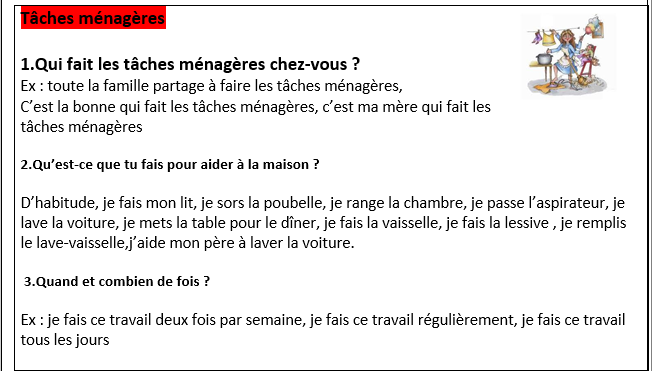 Tâches ménagères
1.Qui fait les tâches ménagères chez-vous ?
Ex : toute la famille partage à faire les tâches ménagères,
C’est la bonne qui fait les tâches ménagères, c’est ma mère qui fait les
tâches ménagères
2.Qu’est-ce que tu fais pour aider à la maison ?
D’habitude, je fais mon lit, je sors la poubelle, je range la chambre, je passe l’aspirateur, je
lave la voiture, je mets la table pour le dîner, je fais la vaisselle, je fais la lessive , je remplis
le lave-vaisselle,j’aide mon père à laver la voiture.
3.Quand et combien de fois ?
Ex : je fais ce travail deux fois par semaine, je fais ce travail régulièrement, je fais ce travail
tous les jours